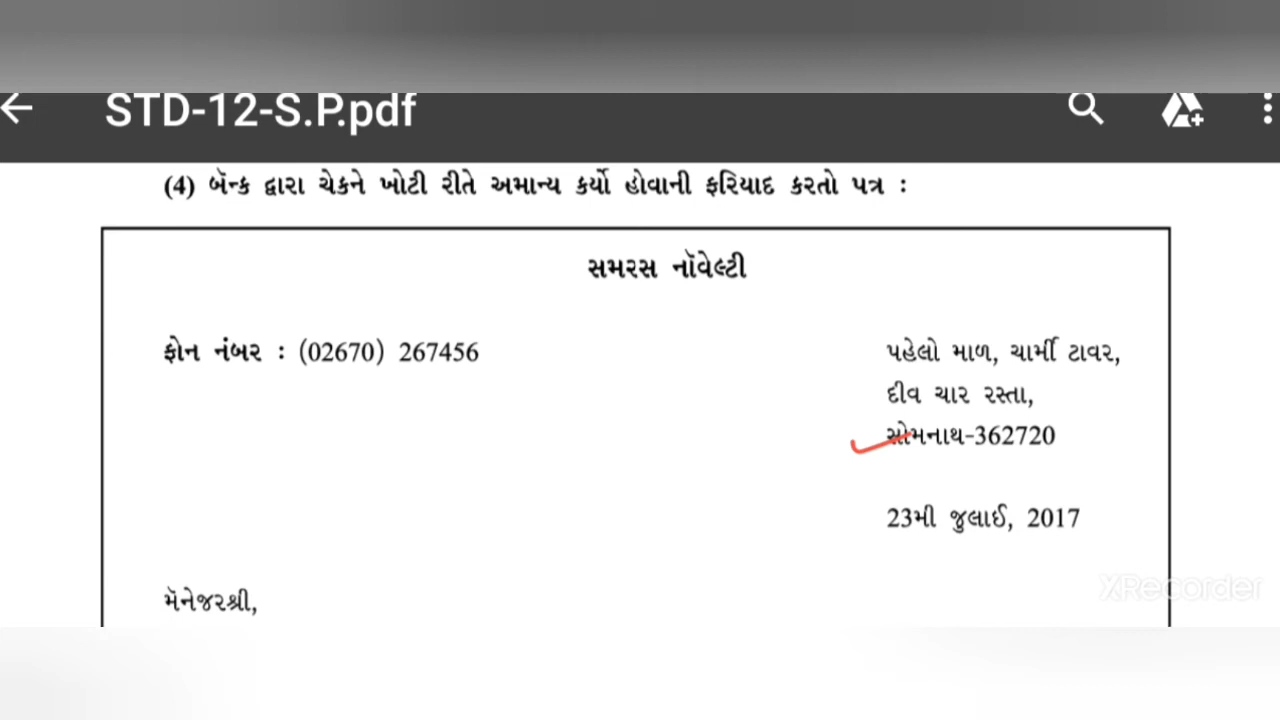 STD-12-S.P.pdf
(4) બૅન્ક દ્વારા ચેકને ખોટી રીતે અમાન્ય કર્યો હોવાની ફરિયાદ કરતો પત્ર :
સમરસ નૉવેલ્ટી
ફોન નંબર : (02670) 267456
પહેલો માળ, ચાર્મી ટાવર,
દીવ ચાર રસ્તા,
સોમનાથ-362720
23મી જુલાઈ, 2017
મૅનેજરશ્રી,
XRecorder